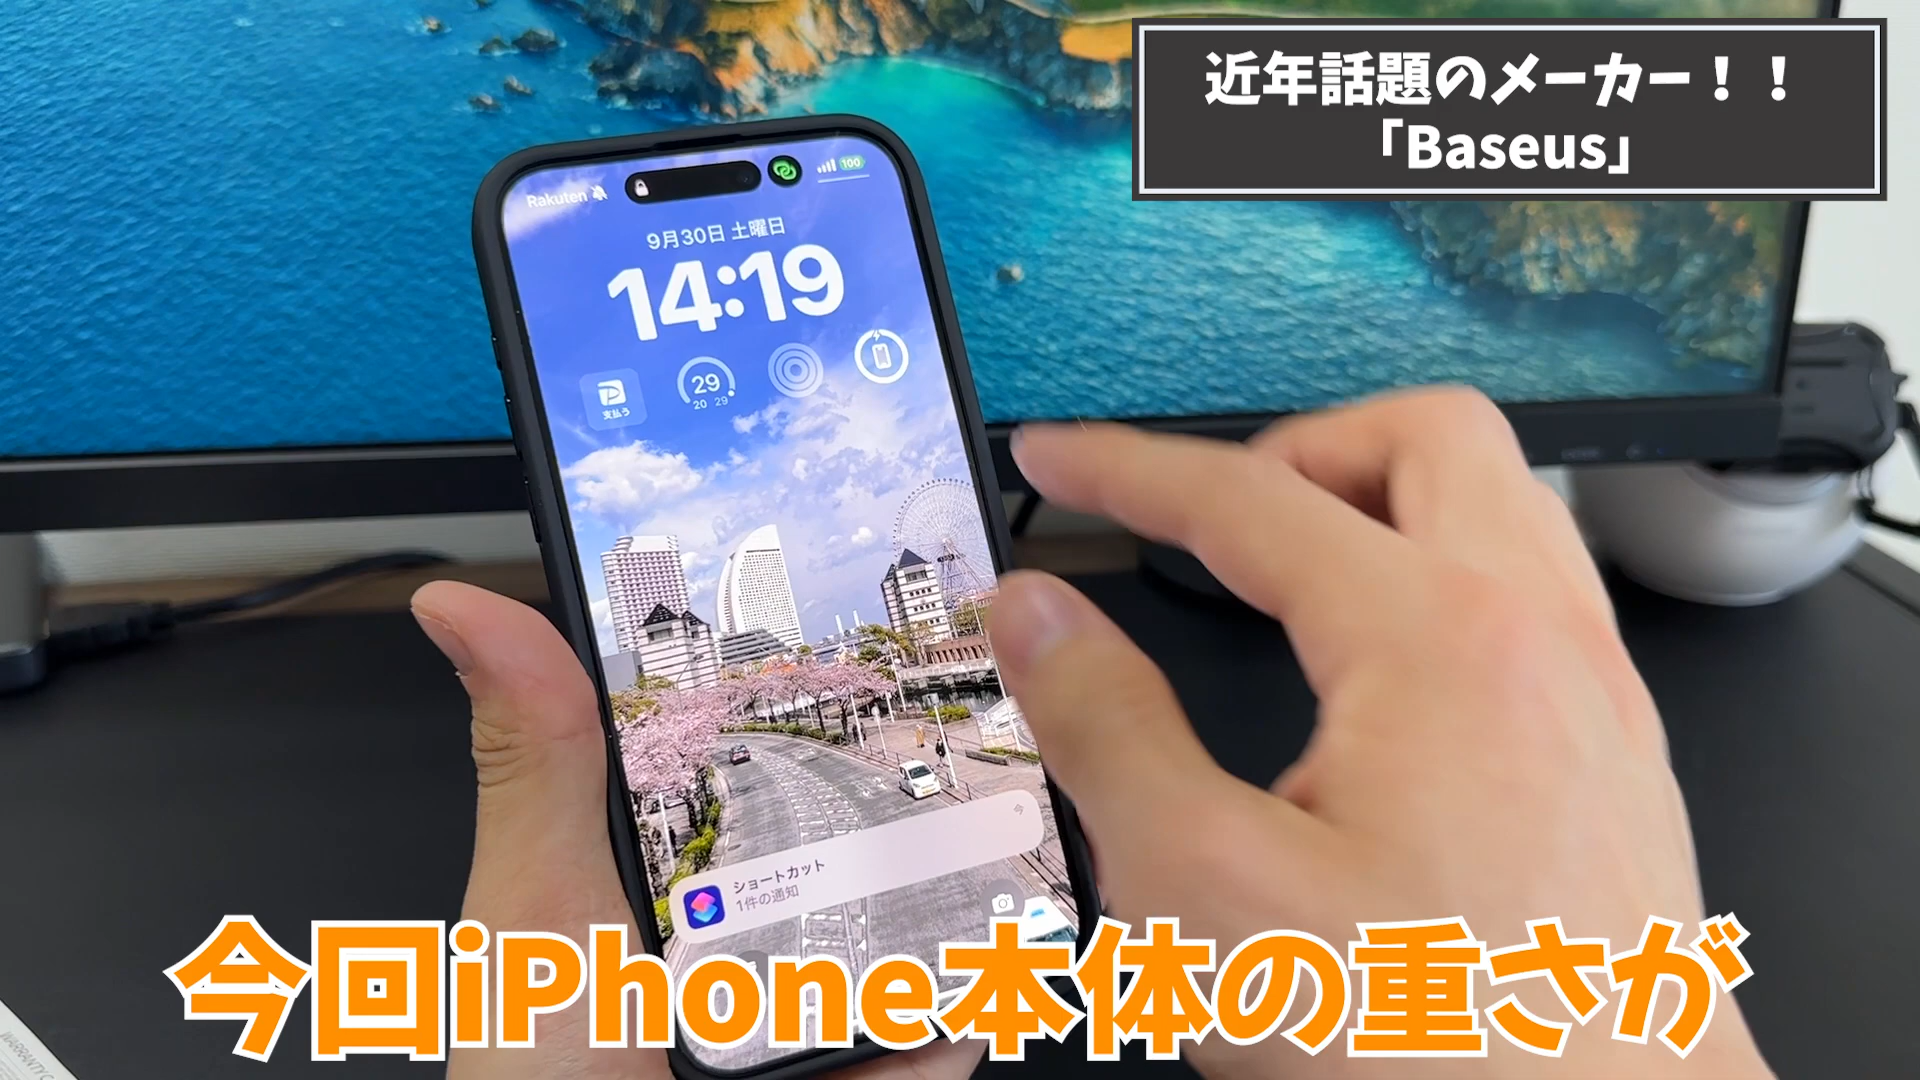 近年話題のメーカー！！
「Baseus」
Rakuten
100
9月30日 土曜日
14:19
支払う
29
20 29
今
ショートカット
1件の通知
今回iPhone本体の重さが